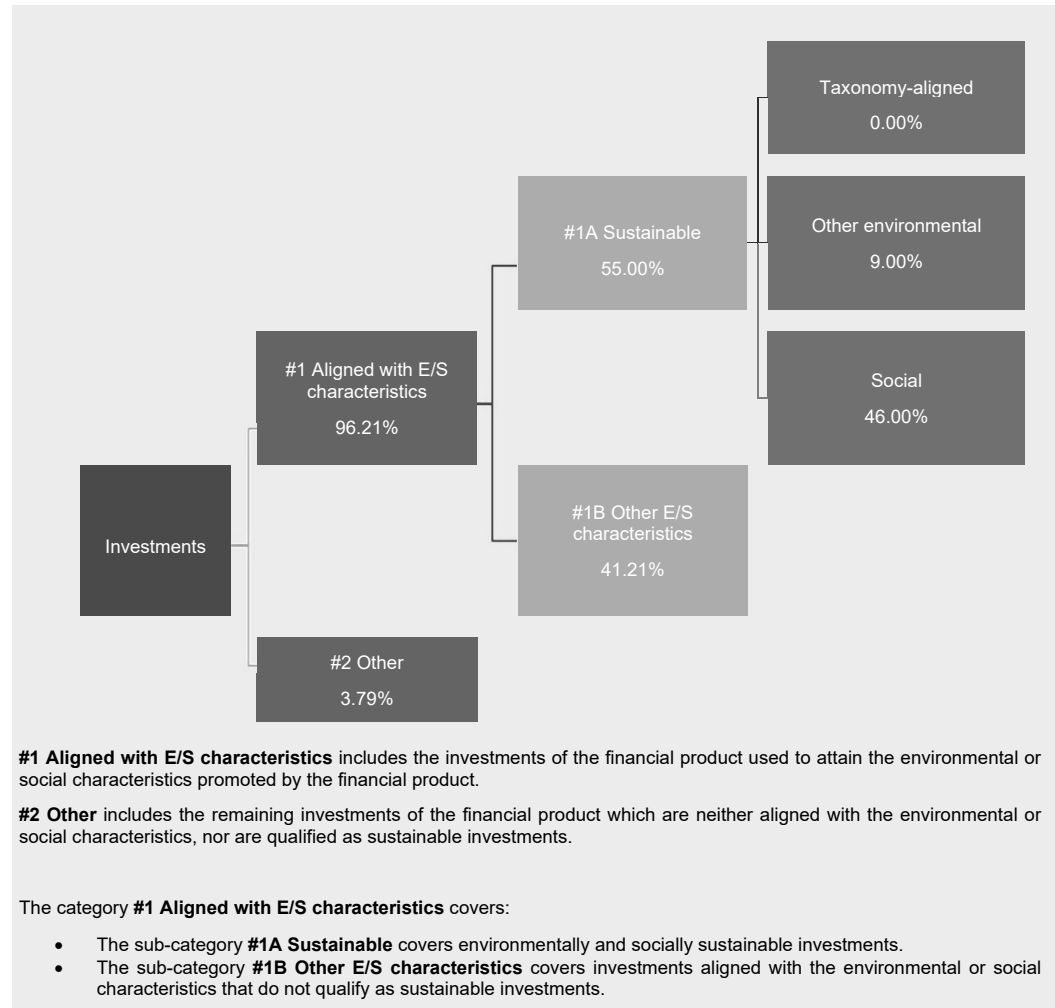 Taxonomy-aligned
0.00%
#1A Sustainable
55.00%
Other environmental
9.00%
#1 Aligned with E/S
characteristics
96.21%
Social
46.00%
Investments
#1B Other E/S
characteristics
41.21%
#2 Other
3.79%
#1 Aligned with E/S characteristics includes the investments of the financial product used to attain the environmental or
social characteristics promoted by the financial product.
#2 Other includes the remaining investments of the financial product which are neither aligned with the environmental or
social characteristics, nor are qualified as sustainable investments.
The category #1 Aligned with E/S characteristics covers:
• The sub-category #1A Sustainable covers environmentally and socially sustainable investments.
• The sub-category #1B Other E/S characteristics covers investments aligned with the environmental or social
characteristics that do not qualify as sustainable investments.